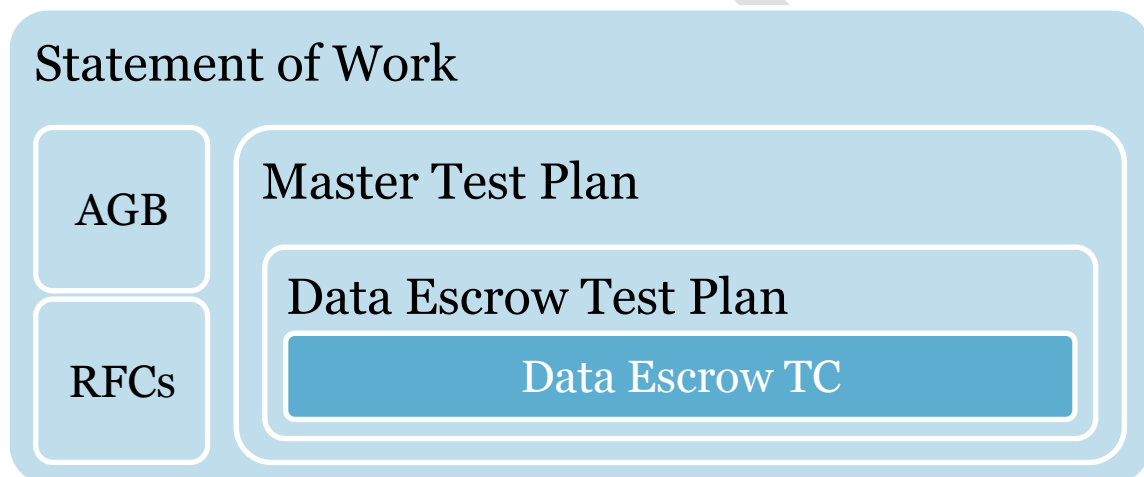 Statement of Work
AGB
RFCs
Master Test Plan
Data Escrow Test Plan
Data Escrow TC